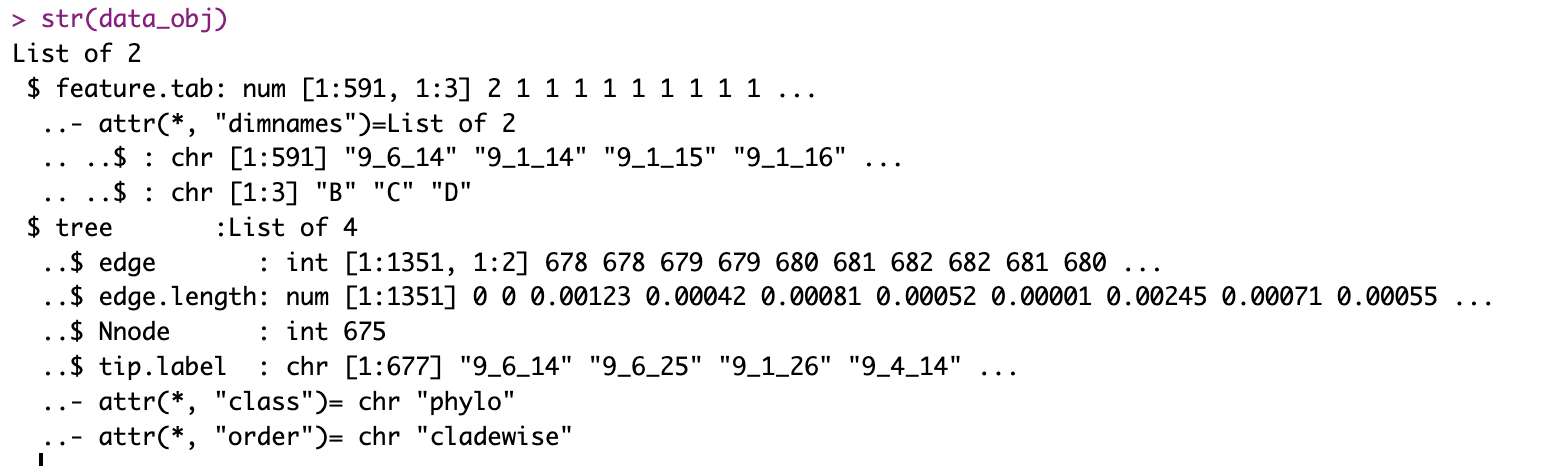 > str(data_obj)
List of 2
 $ feature.tab: num [1:591, 1:3] 2 1 1 1 1 1 1 1 1 1 ...
  ..- attr(*, "dimnames")=List of 2
  .. ..$ : chr [1:591] "9_6_14" "9_1_14" "9_1_15" "9_1_16" ...
  .. ..$ : chr [1:3] "B" "C" "D"
 $ tree       :List of 4
  ..$ edge       : int [1:1351, 1:2] 678 678 679 679 680 681 682 682 681 680 ...
  ..$ edge.length: num [1:1351] 0 0 0.00123 0.00042 0.00081 0.00052 0.00001 0.00245 0.00071 0.00055 ...
  ..$ Nnode      : int 675
  ..$ tip.label  : chr [1:677] "9_6_14" "9_6_25" "9_1_26" "9_4_14" ...
  ..- attr(*, "class")= chr "phylo"
  ..- attr(*, "order")= chr "cladewise"